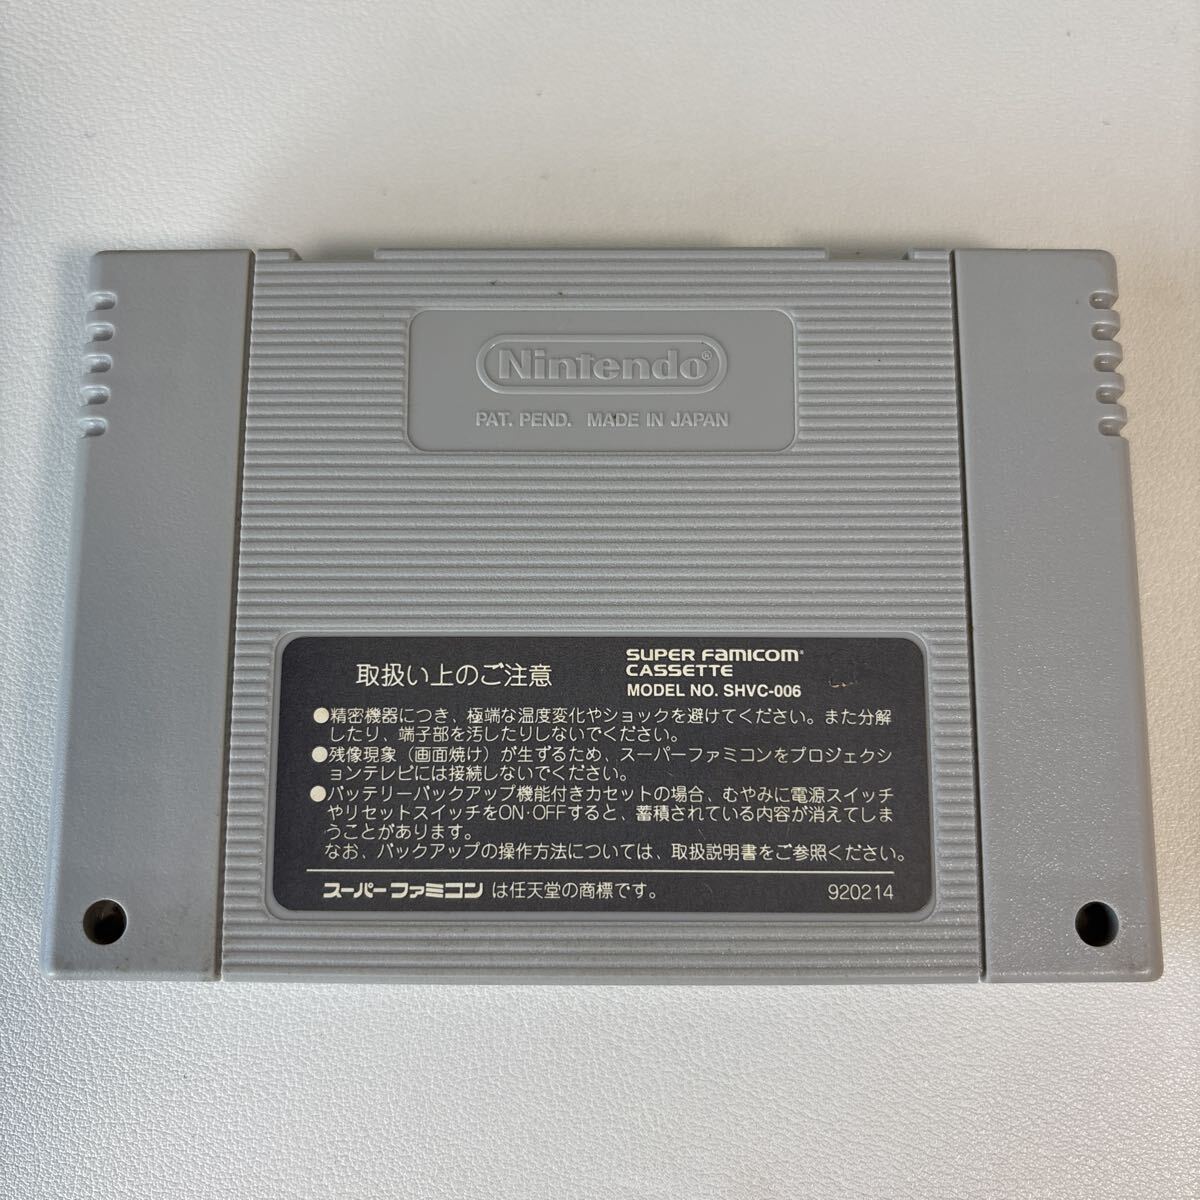 Nintendo®
PAT. PEND. MADE IN JAPAN
取扱い上のご注意
SUPER FAMICOM®
CASSETTE
MODEL NO. SHVC-006
●精密機器につき、極端な温度変化やショックを避けてください。また分解
したり、端子部を汚したりしないでください。
●残像現象（画面焼け）が生ずるため、スーパーファミコンをプロジェクシ
ョンテレビには接続しないでください。
●バッテリーバックアップ機能付きカセットの場合、むやみに電源スイッチ
やリセットスイッチをON・OFFすると、蓄積されている内容が消えてしま
うことがあります。
なお、バックアップの操作方法については、取扱説明書をご参照ください。
スーパーファミコン は任天堂の商標です。
920214